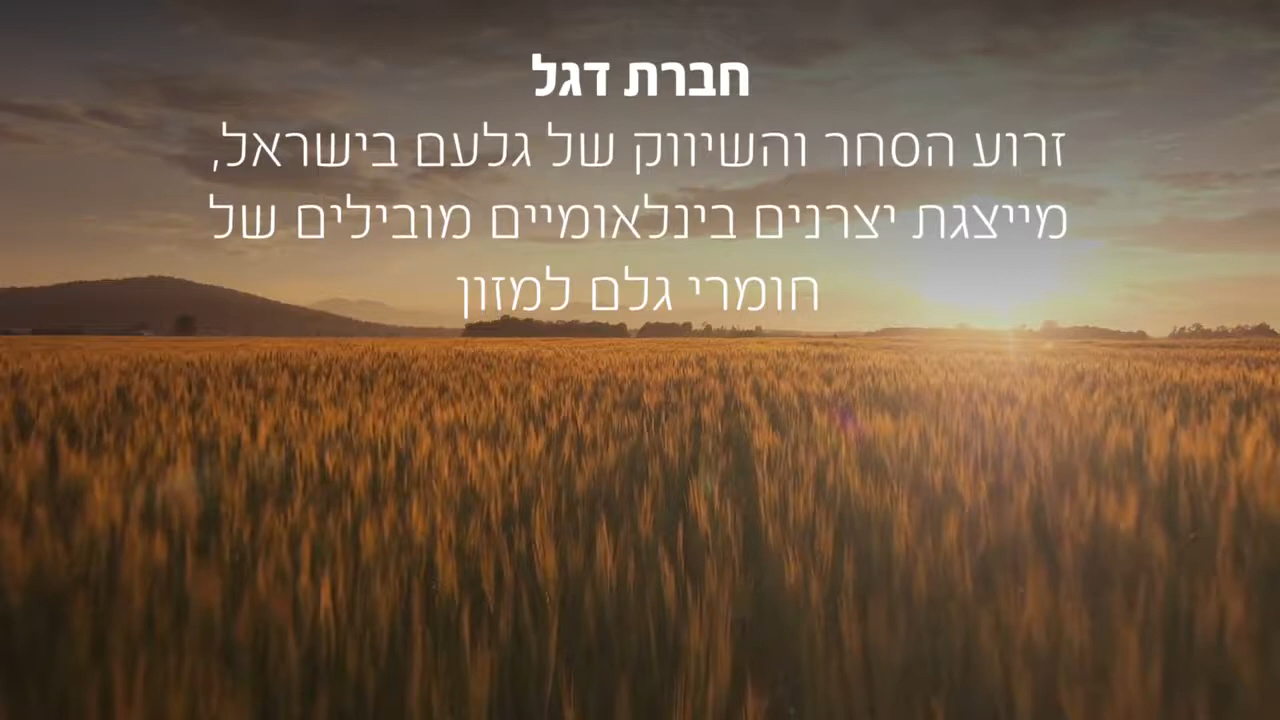 חברת דגל
זרוע הסחר והשיווק של גלעם בישראל,
מייצגת יצרנים בינלאומיים מובילים של
חומרי גלם למזון